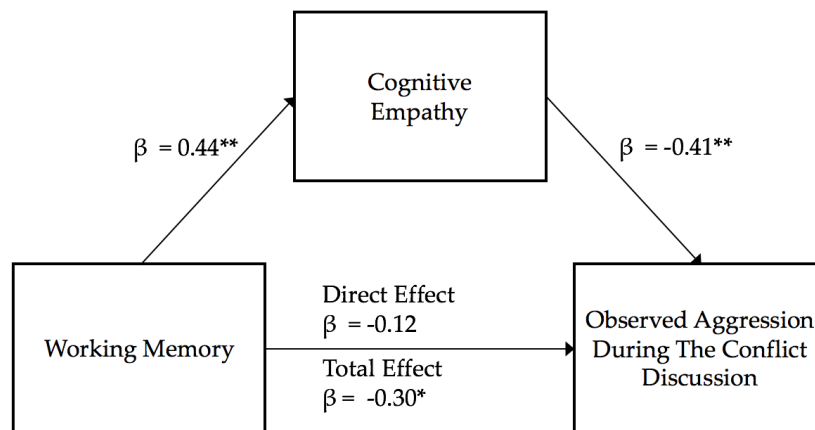 Cognitive
Empathy
β = 0.44**
β = -0.41**
Working Memory
Direct Effect
β = -0.12
Total Effect
β = -0.30*
Observed Aggression
During The Conflict
Discussion